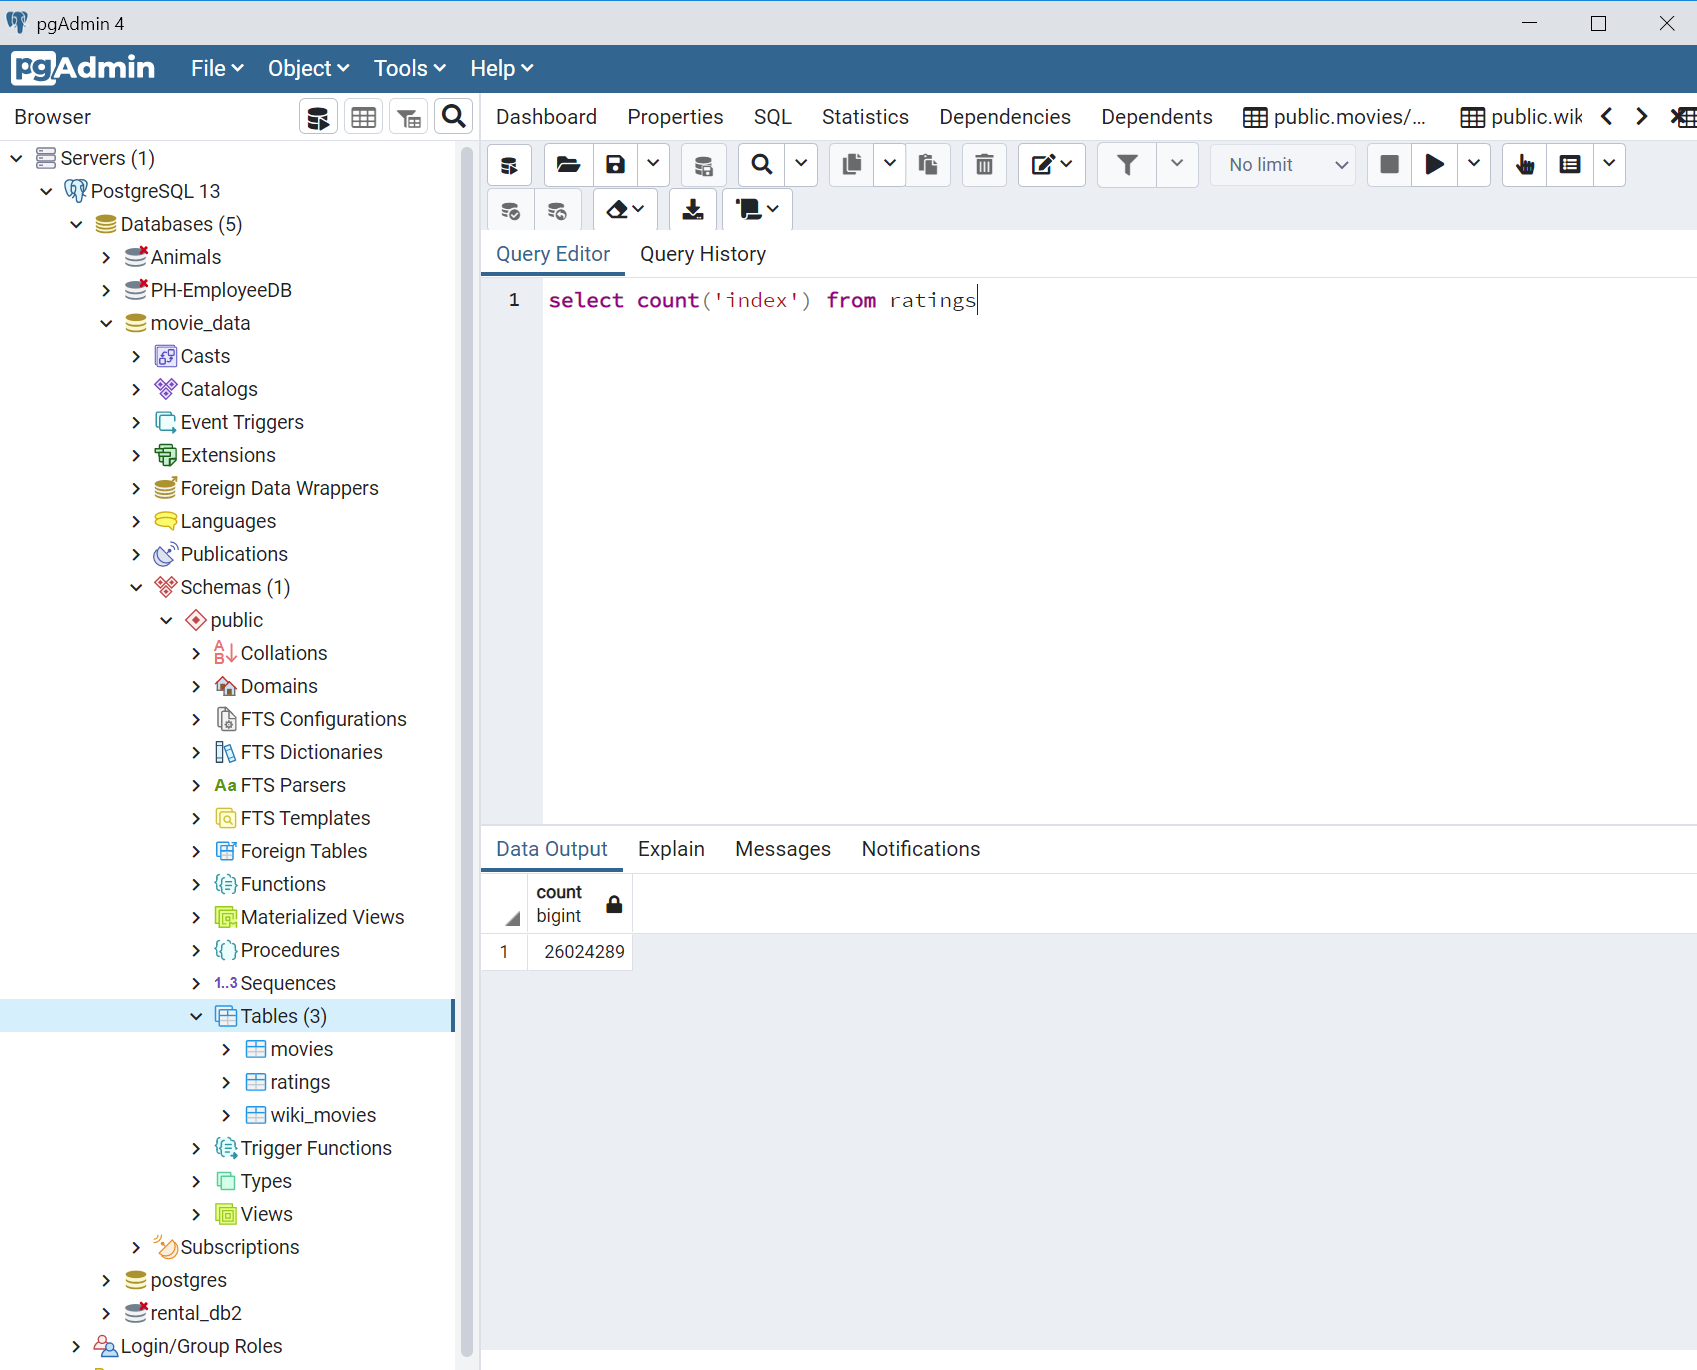 pgAdmin 4
pgAdmin File Object Tools Help
Browser
Dashboard Properties SQL Statistics Dependencies Dependents public.movies/... public.wik
No limit
Query Editor Query History
1 select count('index') from ratings
Data Output Explain Messages Notifications
count
bigint
1 26024289
Servers (1)
PostgreSQL 13
Databases (5)
Animals
PH-EmployeeDB
movie_data
Casts
Catalogs
Event Triggers
Extensions
Foreign Data Wrappers
Languages
Publications
Schemas (1)
public
AB Collations
Domains
FTS Configurations
FTS Dictionaries
Aa FTS Parsers
FTS Templates
Foreign Tables
Functions
Materialized Views
Procedures
1..3 Sequences
Tables (3)
movies
ratings
wiki_movies
Trigger Functions
Types
Views
Subscriptions
postgres
rental_db2
Login/Group Roles